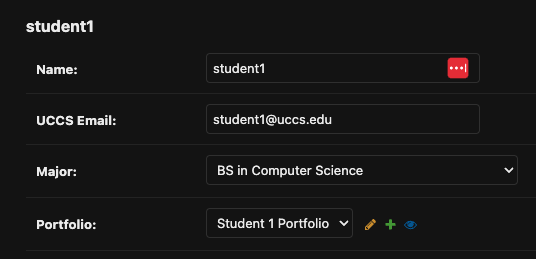 student1
Name:
student1
UCCS Email:
student1@uccs.edu
Major:
BS in Computer Science
Portfolio:
Student 1 Portfolio